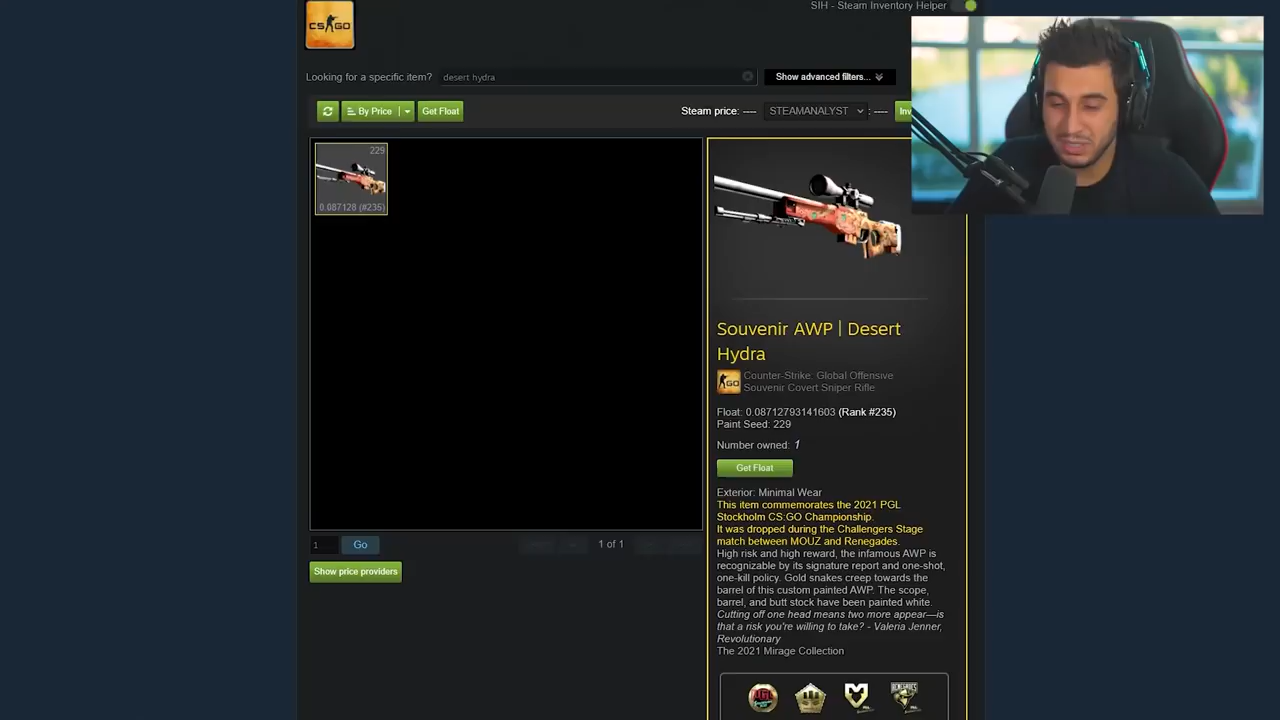 SIH - Steam Inventory Helper
CS GO
Looking for a specific item?
desert hydra
Show advanced filters...
By Price
Get Float
Steam price: ----
STEAMANALYST
: ----
Inv
229
0.087128 (#235)
Souvenir AWP | Desert
Hydra
GO
Counter-Strike: Global Offensive
Souvenir Covert Sniper Rifle
Float: 0.08712793141603 (Rank #235)
Paint Seed: 229
Number owned: 1
Get Float
Exterior: Minimal Wear
This item commemorates the 2021 PGL
Stockholm CS:GO Championship.
It was dropped during the Challengers Stage
match between MOUZ and Renegades.
High risk and high reward, the infamous AWP is
recognizable by its signature report and one-shot,
one-kill policy. Gold snakes creep towards the
barrel of this custom painted AWP. The scope,
barrel, and butt stock have been painted white.
Cutting off one head means two more appear—is
that a risk you're willing to take? - Valeria Jenner,
Revolutionary
The 2021 Mirage Collection
1
Go
1 of 1
Show price providers
PGL
RENEGADES